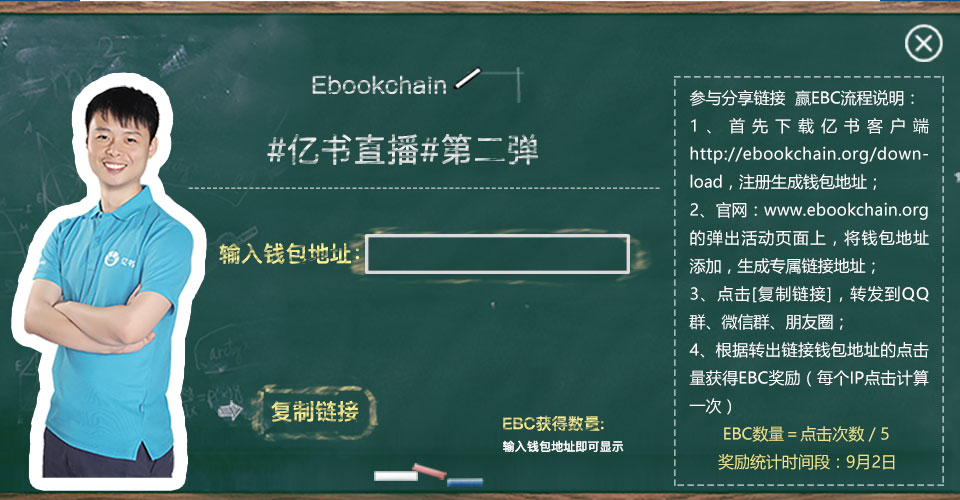 Ebookchain
#亿书直播#第二弹
输入钱包地址:
复制链接
EBC获得数量:
输入钱包地址即可显示
亿书
参与分享链接 赢EBC流程说明：
1、首先下载亿书客户端
http://ebookchain.org/down-
load，注册生成钱包地址；
2、官网：www.ebookchain.org
的弹出活动页面上，将钱包地址
添加，生成专属链接地址；
3、点击[复制链接]，转发到QQ
群、微信群、朋友圈；
4、根据转出链接钱包地址的点击
量获得EBC奖励（每个IP点击计算
一次）
EBC数量＝点击次数 / 5
奖励统计时间段：9月2日